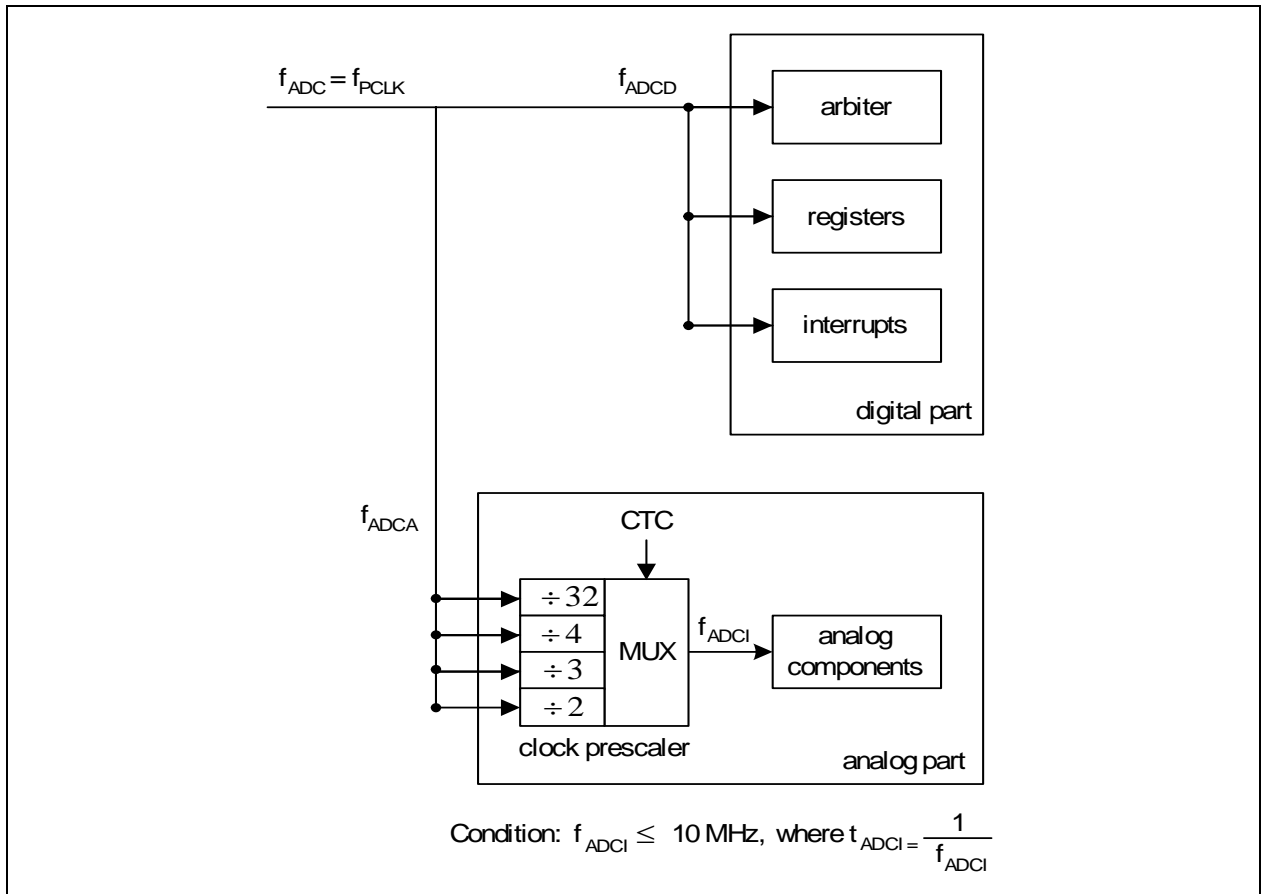 f_ADC = f_PCLK
f_ADCD
arbiter
registers
interrupts
digital part
f_ADCA
CTC
÷ 32
÷ 4
÷ 3
÷ 2
MUX
f_ADCI
analog
components
clock prescaler
analog part
Condition: f_ADCI ≤ 10 MHz, where t_ADCI = 1 / f_ADCI